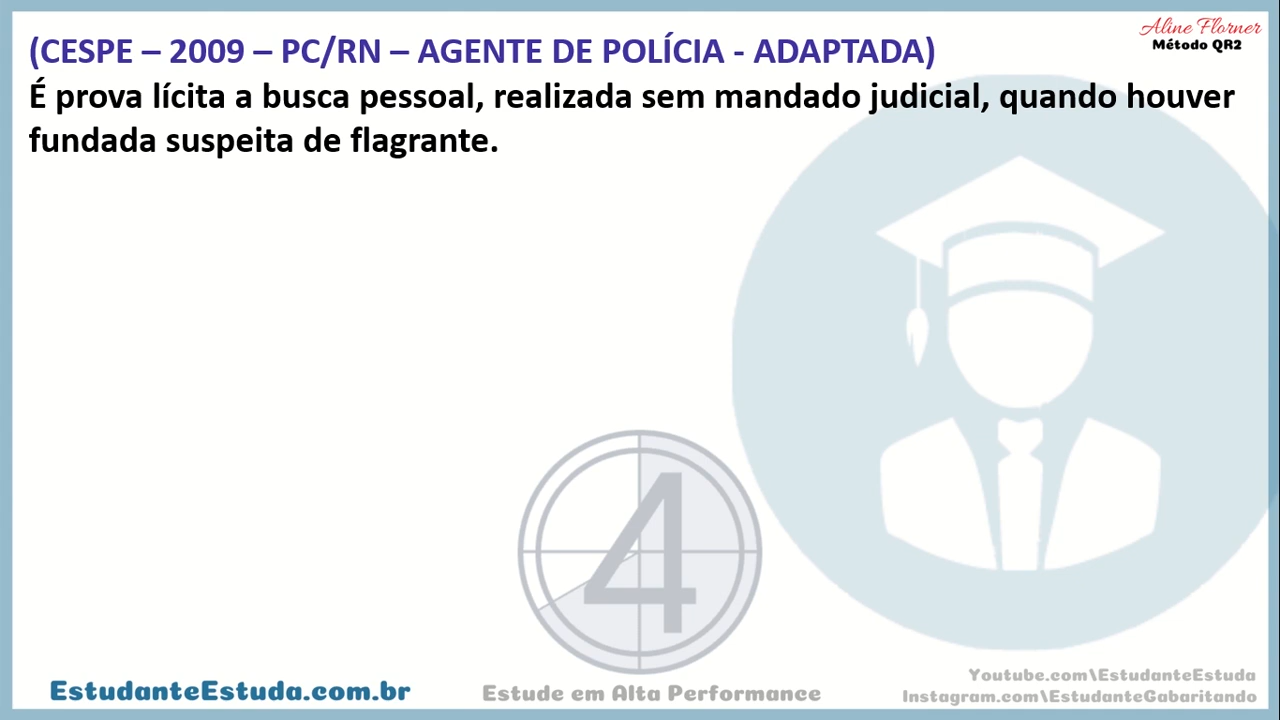 Aline Florner
Método QR2
(CESPE – 2009 – PC/RN – AGENTE DE POLÍCIA - ADAPTADA)
É prova lícita a busca pessoal, realizada sem mandado judicial, quando houver
fundada suspeita de flagrante.
4
EstudanteEstuda.com.br
Estude em Alta Performance
Youtube.com\EstudanteEstuda
Instagram.com\EstudanteGabaritando